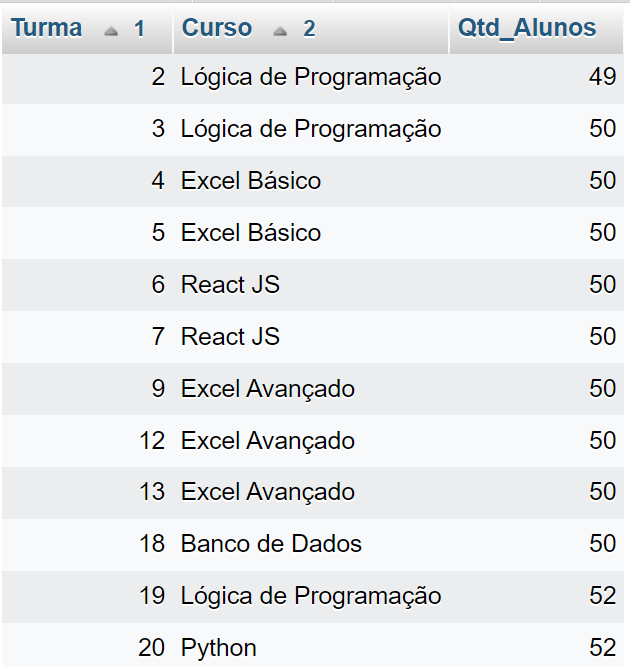 Turma 1 Curso 2 Qtd_Alunos
2 Lógica de Programação 49
3 Lógica de Programação 50
4 Excel Básico 50
5 Excel Básico 50
6 React JS 50
7 React JS 50
9 Excel Avançado 50
12 Excel Avançado 50
13 Excel Avançado 50
18 Banco de Dados 50
19 Lógica de Programação 52
20 Python 52